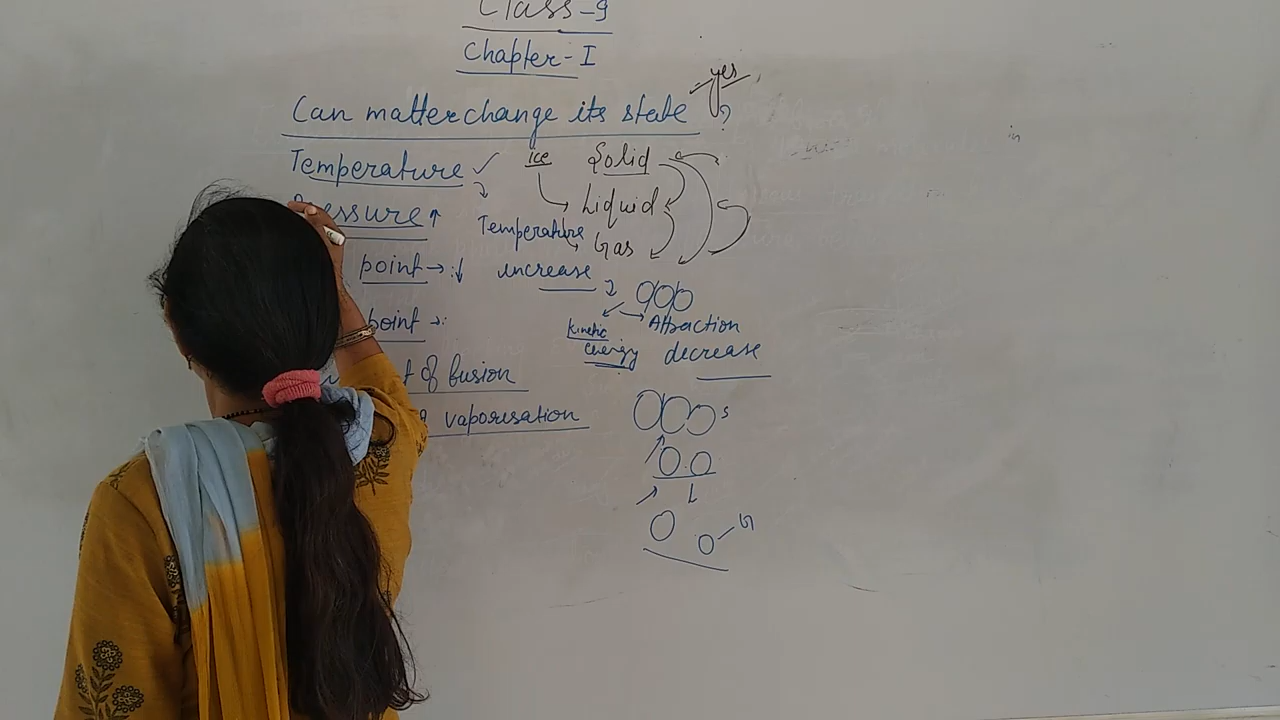 Class-9
Chapter-I
yes
Can matter change its state ?
Temperature ✓ ice Solid
Pressure ↑ Liquid
Temperature Gas
point → : ↓ increase
point → :
Kinetic energy
Attraction decrease
of fusion
vaporisation
S
L
G